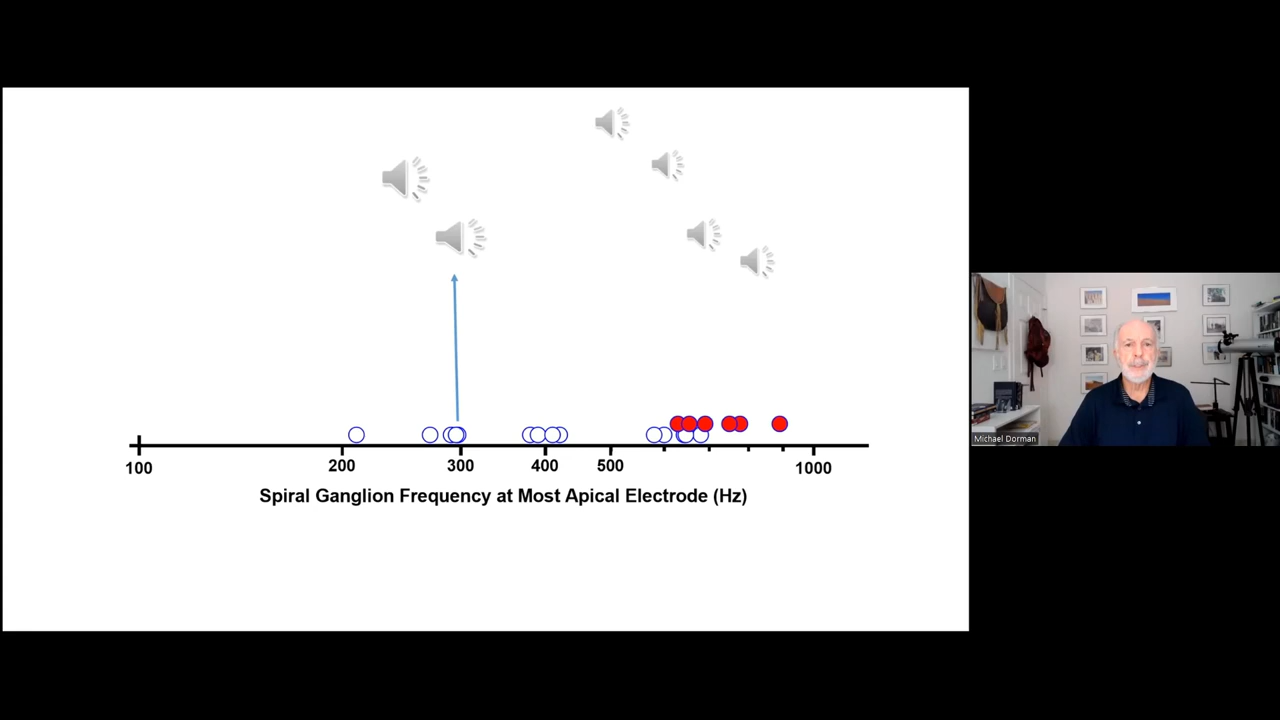 100 200 300 400 500 1000
Spiral Ganglion Frequency at Most Apical Electrode (Hz)
Michael Dorman